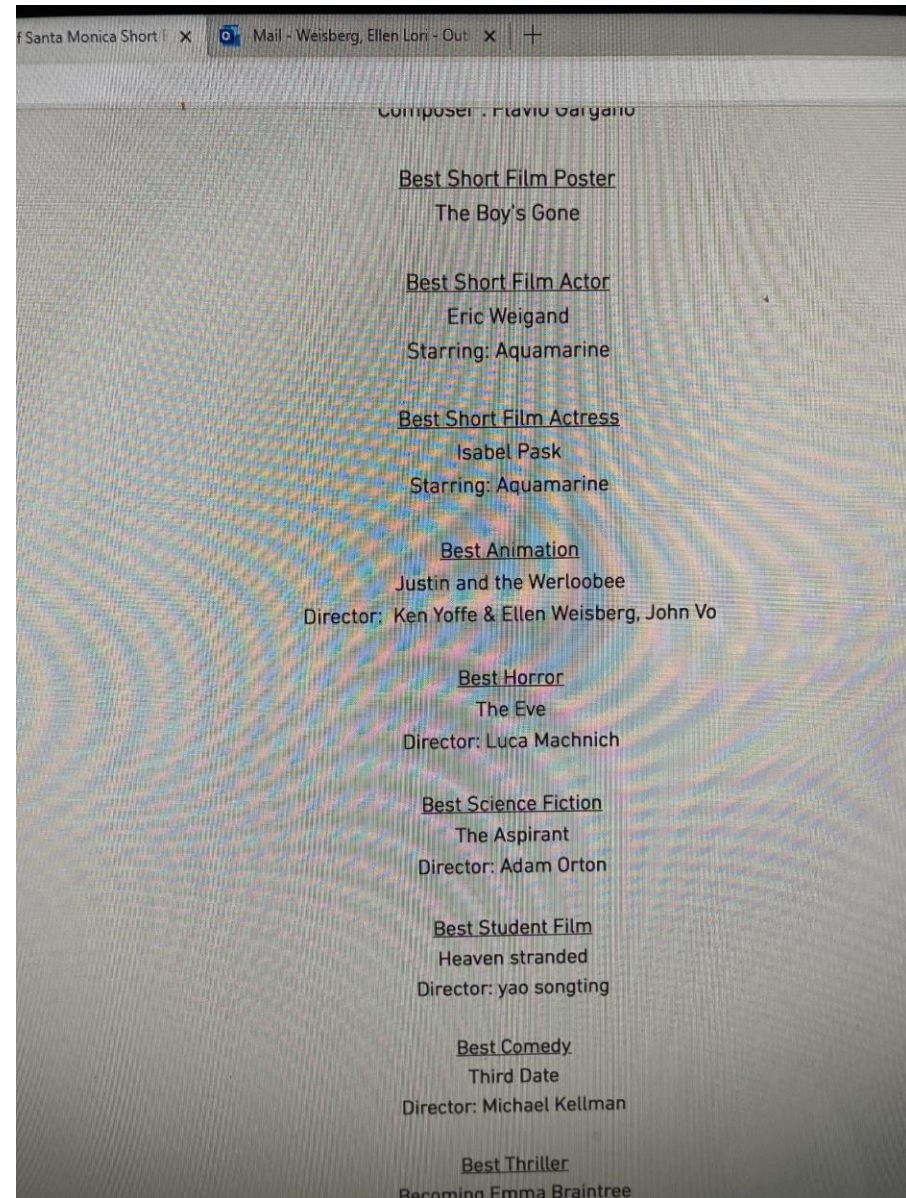 f Santa Monica Short F
Mail - Weisberg, Ellen Lori - Out
Composer : Flavio Gargano
Best Short Film Poster
The Boy's Gone
Best Short Film Actor
Eric Weigand
Starring: Aquamarine
Best Short Film Actress
Isabel Pask
Starring: Aquamarine
Best Animation
Justin and the Werloobee
Director: Ken Yoffe & Ellen Weisberg, John Vo
Best Horror
The Eve
Director: Luca Machnich
Best Science Fiction
The Aspirant
Director: Adam Orton
Best Student Film
Heaven stranded
Director: yao songting
Best Comedy
Third Date
Director: Michael Kellman
Best Thriller
Becoming Emma Braintree